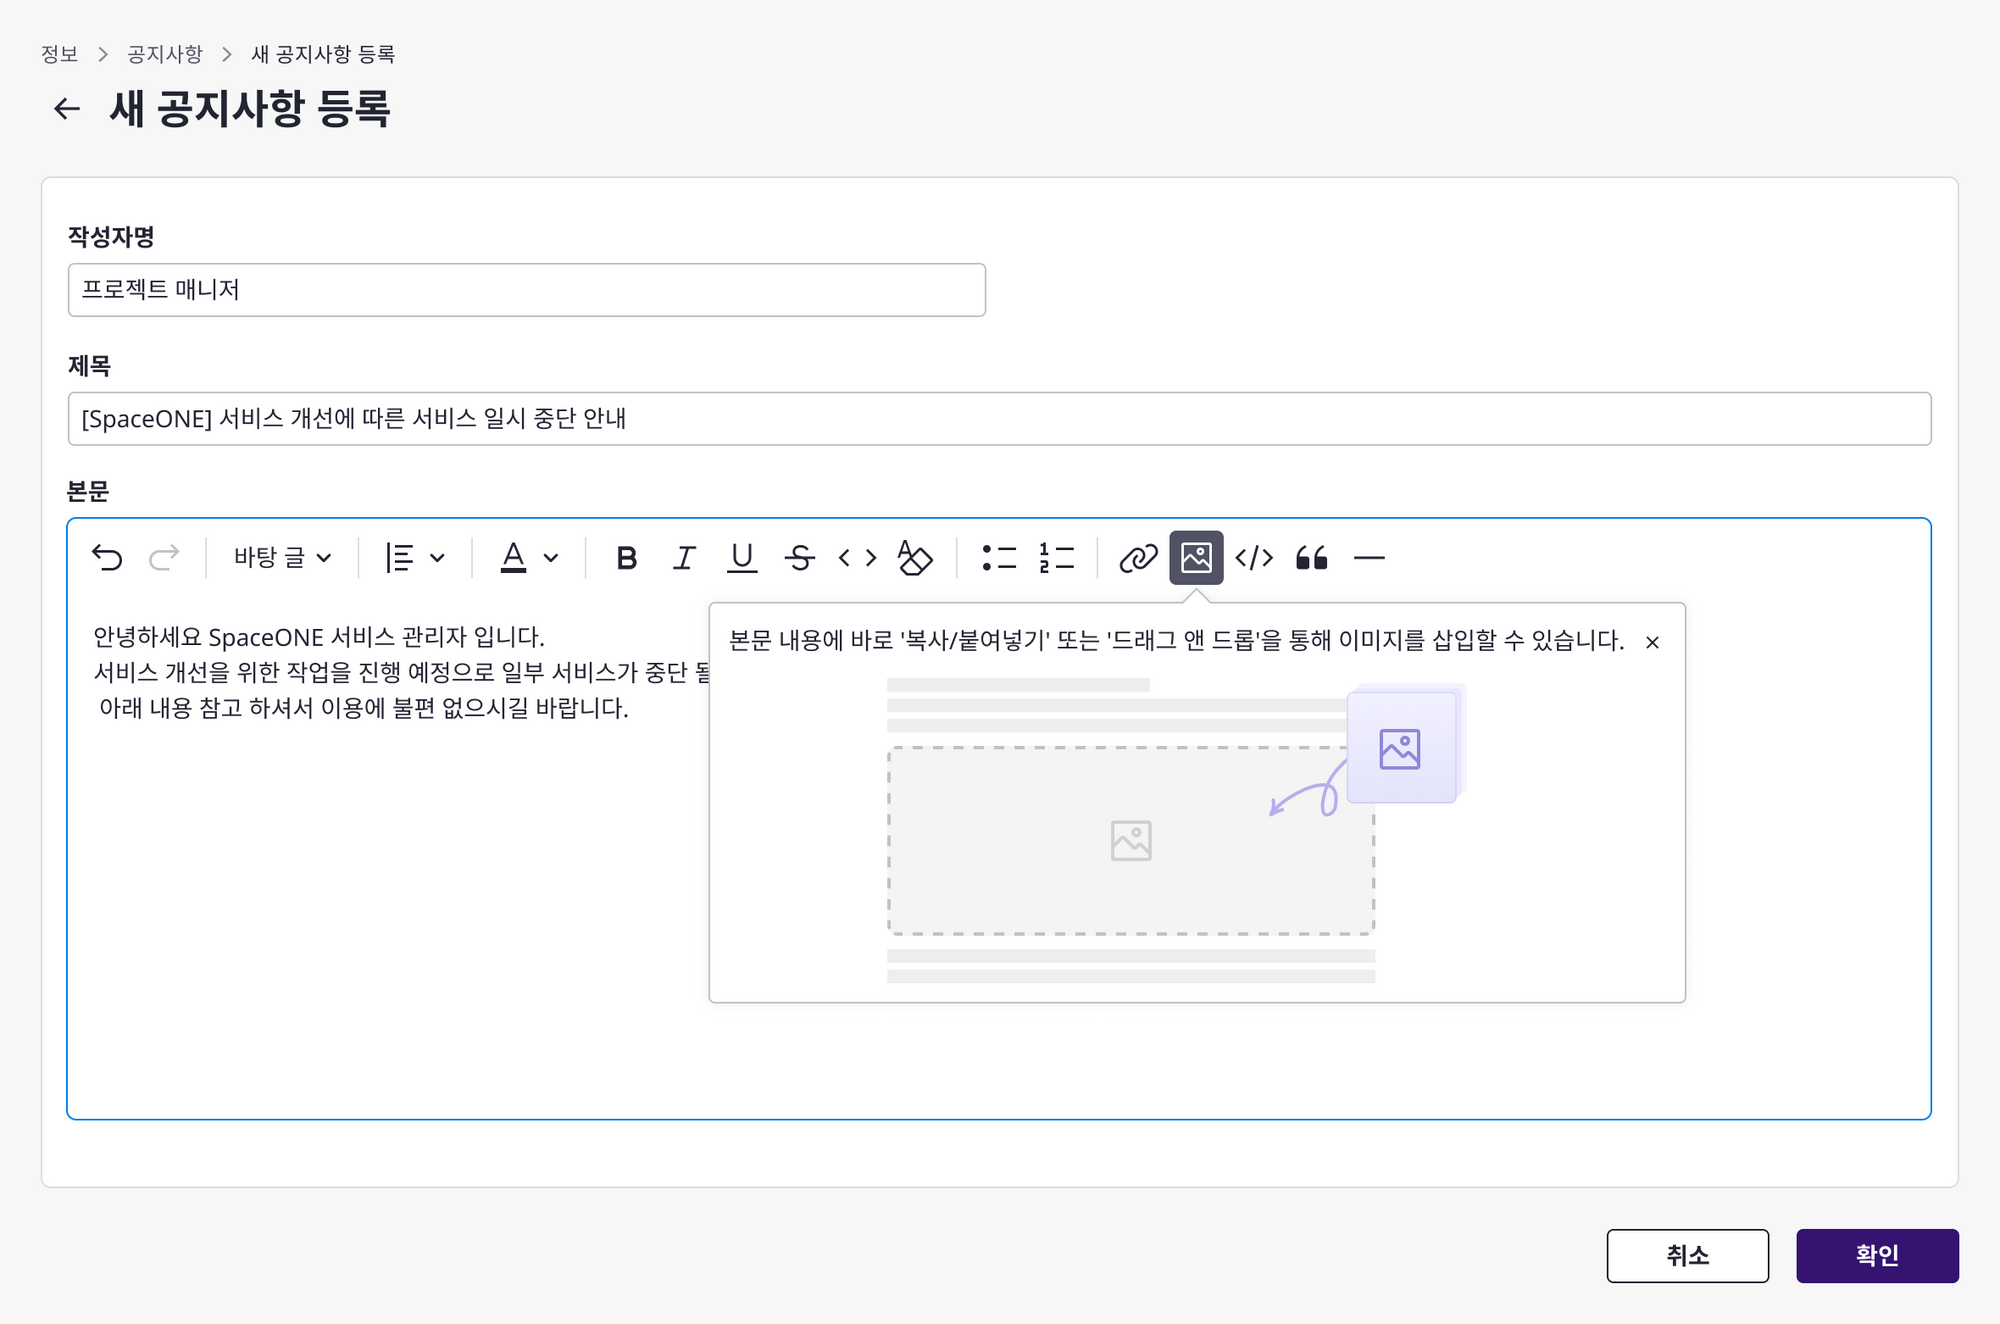 정보 > 공지사항 > 새 공지사항 등록
새 공지사항 등록
작성자명
프로젝트 매니저
제목
[SpaceONE] 서비스 개선에 따른 서비스 일시 중단 안내
본문
바탕 글
안녕하세요 SpaceONE 서비스 관리자 입니다.
서비스 개선을 위한 작업을 진행 예정으로 일부 서비스가 중단
아래 내용 참고 하셔서 이용에 불편 없으시길 바랍니다.
본문 내용에 바로 '복사/붙여넣기' 또는 '드래그 앤 드롭'을 통해 이미지를 삽입할 수 있습니다.
취소
확인